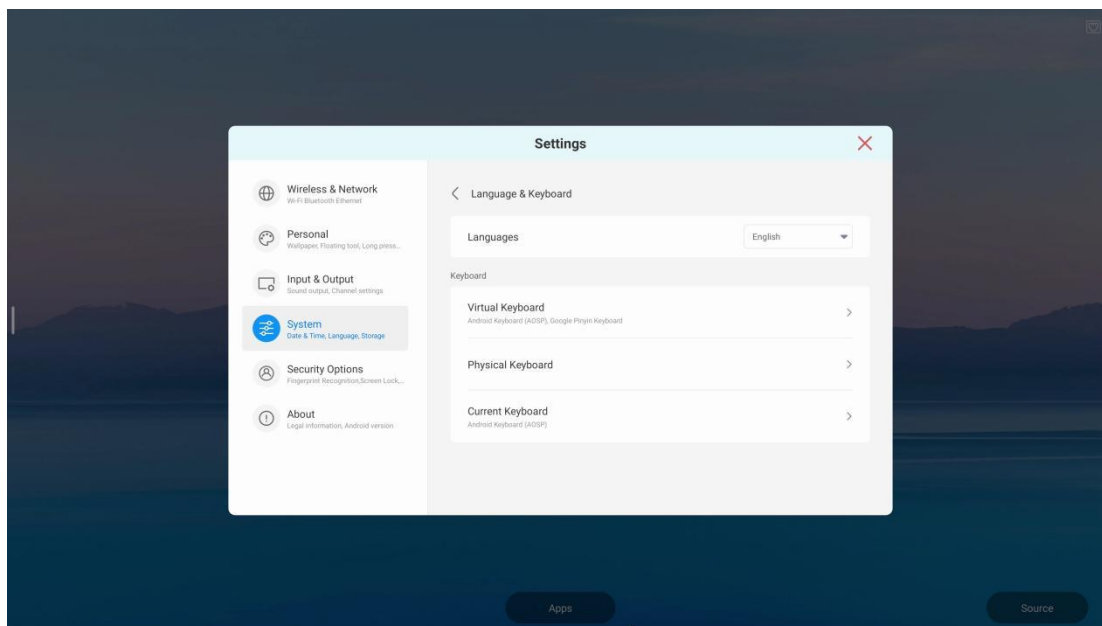 Settings
Wireless & Network
Wi-Fi Bluetooth Ethernet
Personal
Wallpaper, Floating tool, Long press..
Input & Output
Sound output, Channel settings
System
Date & Time, Language, Storage
Security Options
Fingerprint Recognition,Screen Lock,..
About
Legal information, Android version
Language & Keyboard
Languages
English
Keyboard
Virtual Keyboard
Android Keyboard (AOSP), Google Pinyin Keyboard
Physical Keyboard
Current Keyboard
Android Keyboard (AOSP)
Apps
Source